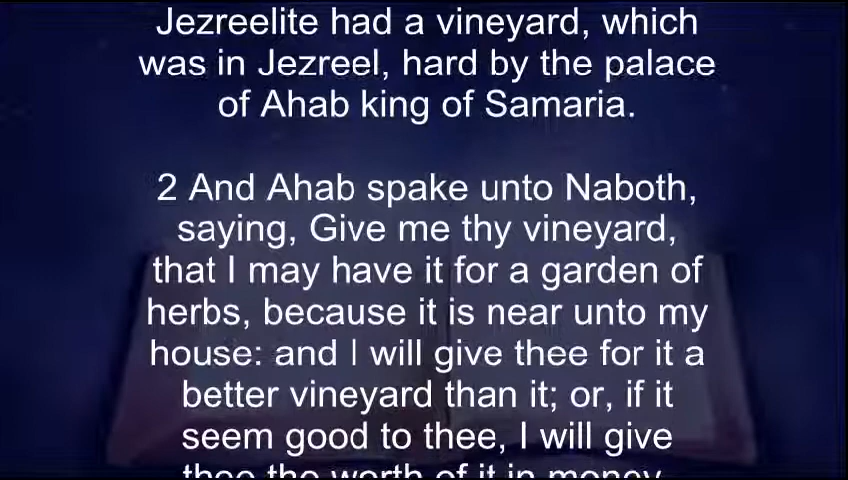 Jezreelite had a vineyard, which
was in Jezreel, hard by the palace
of Ahab king of Samaria.
2 And Ahab spake unto Naboth,
saying, Give me thy vineyard,
that I may have it for a garden of
herbs, because it is near unto my
house: and I will give thee for it a
better vineyard than it; or, if it
seem good to thee, I will give
thee the worth of it in money.